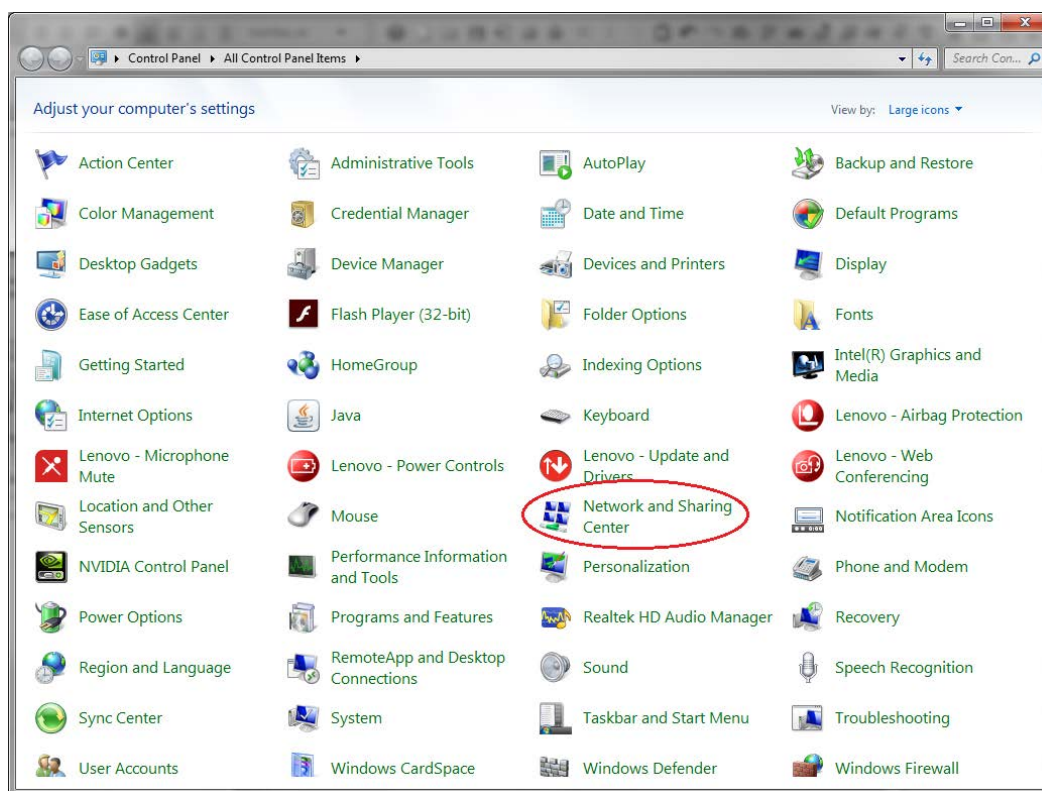 Control Panel
All Control Panel Items
Search Con...
Adjust your computer's settings
View by: Large icons
Action Center
Administrative Tools
AutoPlay
Backup and Restore
Color Management
Credential Manager
Date and Time
Default Programs
Desktop Gadgets
Device Manager
Devices and Printers
Display
Ease of Access Center
Flash Player (32-bit)
Folder Options
Fonts
Getting Started
HomeGroup
Indexing Options
Intel(R) Graphics and
Media
Internet Options
Java
Keyboard
Lenovo - Airbag Protection
Lenovo - Microphone
Mute
Lenovo - Power Controls
Lenovo - Update and
Drivers
Lenovo - Web
Conferencing
Location and Other
Sensors
Mouse
Network and Sharing
Center
Notification Area Icons
NVIDIA Control Panel
Performance Information
and Tools
Personalization
Phone and Modem
Power Options
Programs and Features
Realtek HD Audio Manager
Recovery
Region and Language
RemoteApp and Desktop
Connections
Sound
Speech Recognition
Sync Center
System
Taskbar and Start Menu
Troubleshooting
User Accounts
Windows CardSpace
Windows Defender
Windows Firewall